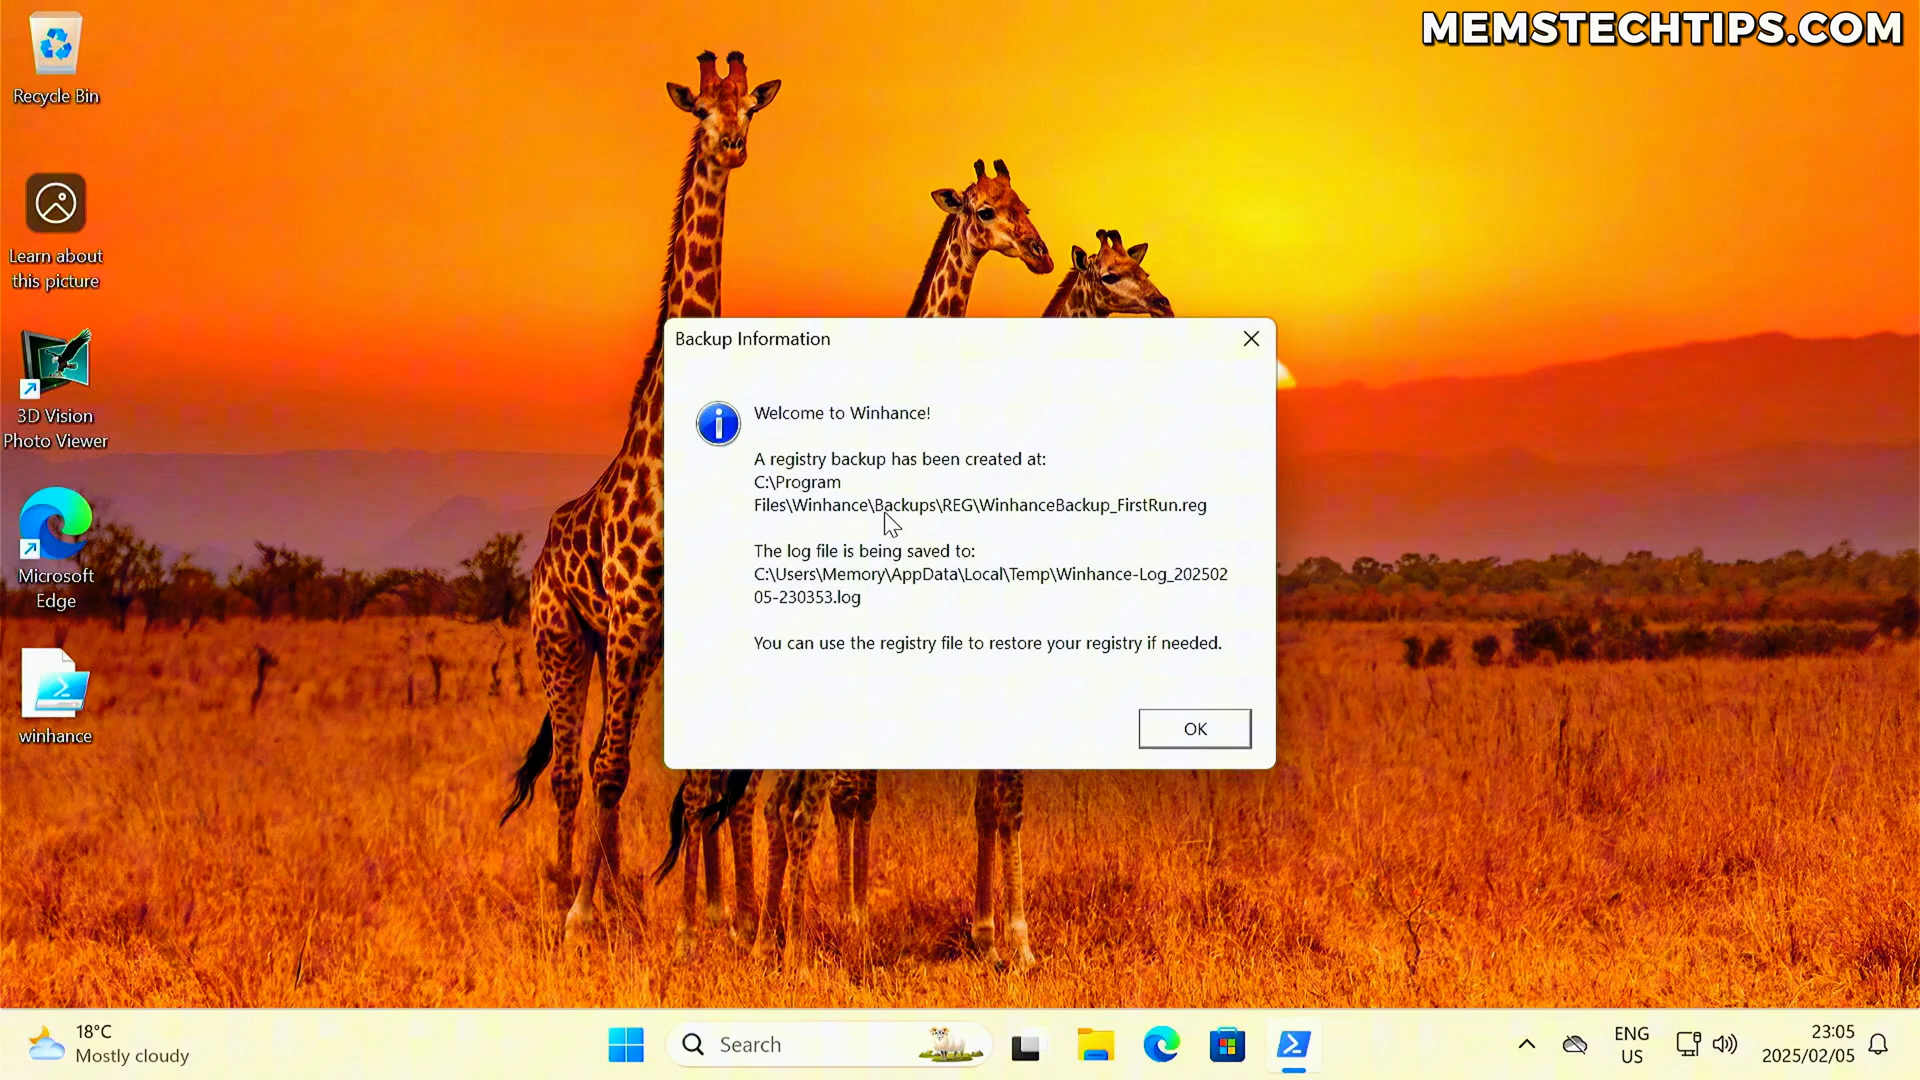 MEMSTECHTIPS.COM
Recycle Bin
Learn about
this picture
3D Vision
Photo Viewer
Microsoft
Edge
winhance
Backup Information
Welcome to Winhance!
A registry backup has been created at:
C:\Program
Files\Winhance\Backups\REG\WinhanceBackup_FirstRun.reg
The log file is being saved to:
C:\Users\Memory\AppData\Local\Temp\Winhance-Log_202502
05-230353.log
You can use the registry file to restore your registry if needed.
OK
18°C
Mostly cloudy
Search
ENG
US
23:05
2025/02/05